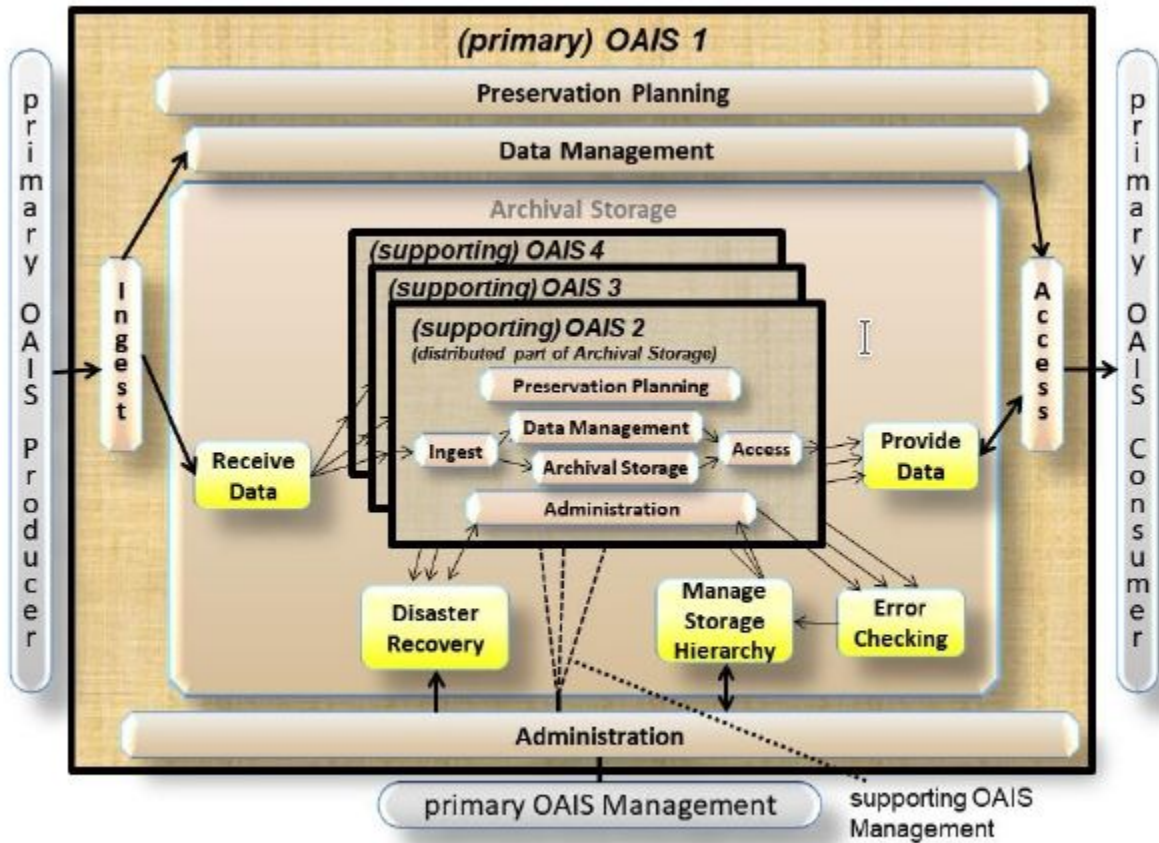 (primary) OAIS 1
Preservation Planning
Data Management
Archival Storage
primary OAIS Producer
Ingest
(supporting) OAIS 4
(supporting) OAIS 3
(supporting) OAIS 2
(distributed part of Archival Storage)
Preservation Planning
Data Management
Ingest
Access
Archival Storage
Administration
Receive
Data
Provide
Data
Access
primary OAIS Consumer
Disaster
Recovery
Manage
Storage
Hierarchy
Error
Checking
Administration
primary OAIS Management
supporting OAIS
Management